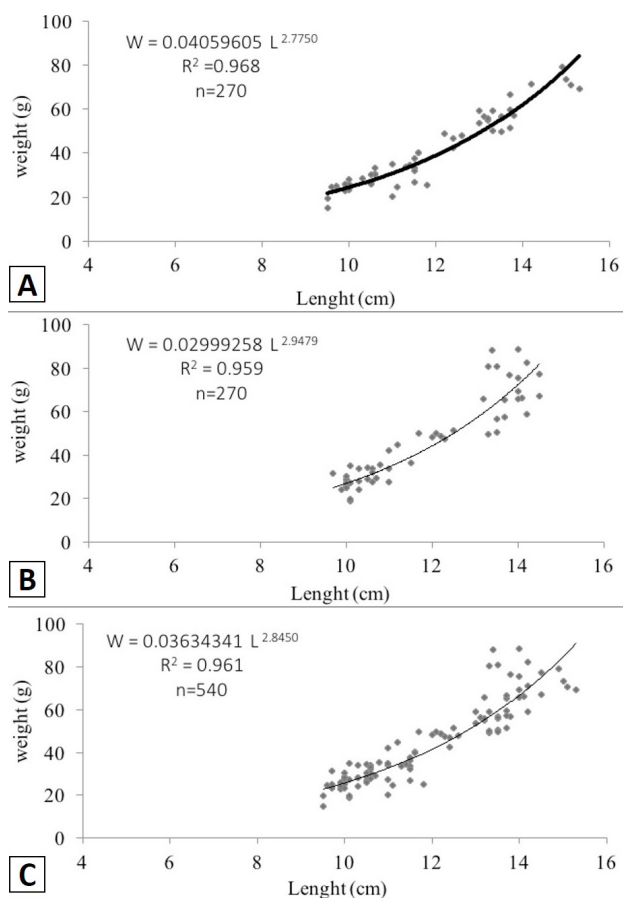 100
80
60
40
20
0
weight (g)
W = 0.04059605 L^2.7750
R² =0.968
n=270
4 6 8 10 12 14 16
Lenght (cm)
A
100
80
60
40
20
0
weight (g)
W = 0.02999258 L^2.9479
R² = 0.959
n=270
4 6 8 10 12 14 16
Lenght (cm)
B
100
80
60
40
20
0
weight (g)
W = 0.03634341 L^2.8450
R² = 0.961
n=540
4 6 8 10 12 14 16
Lenght (cm)
C